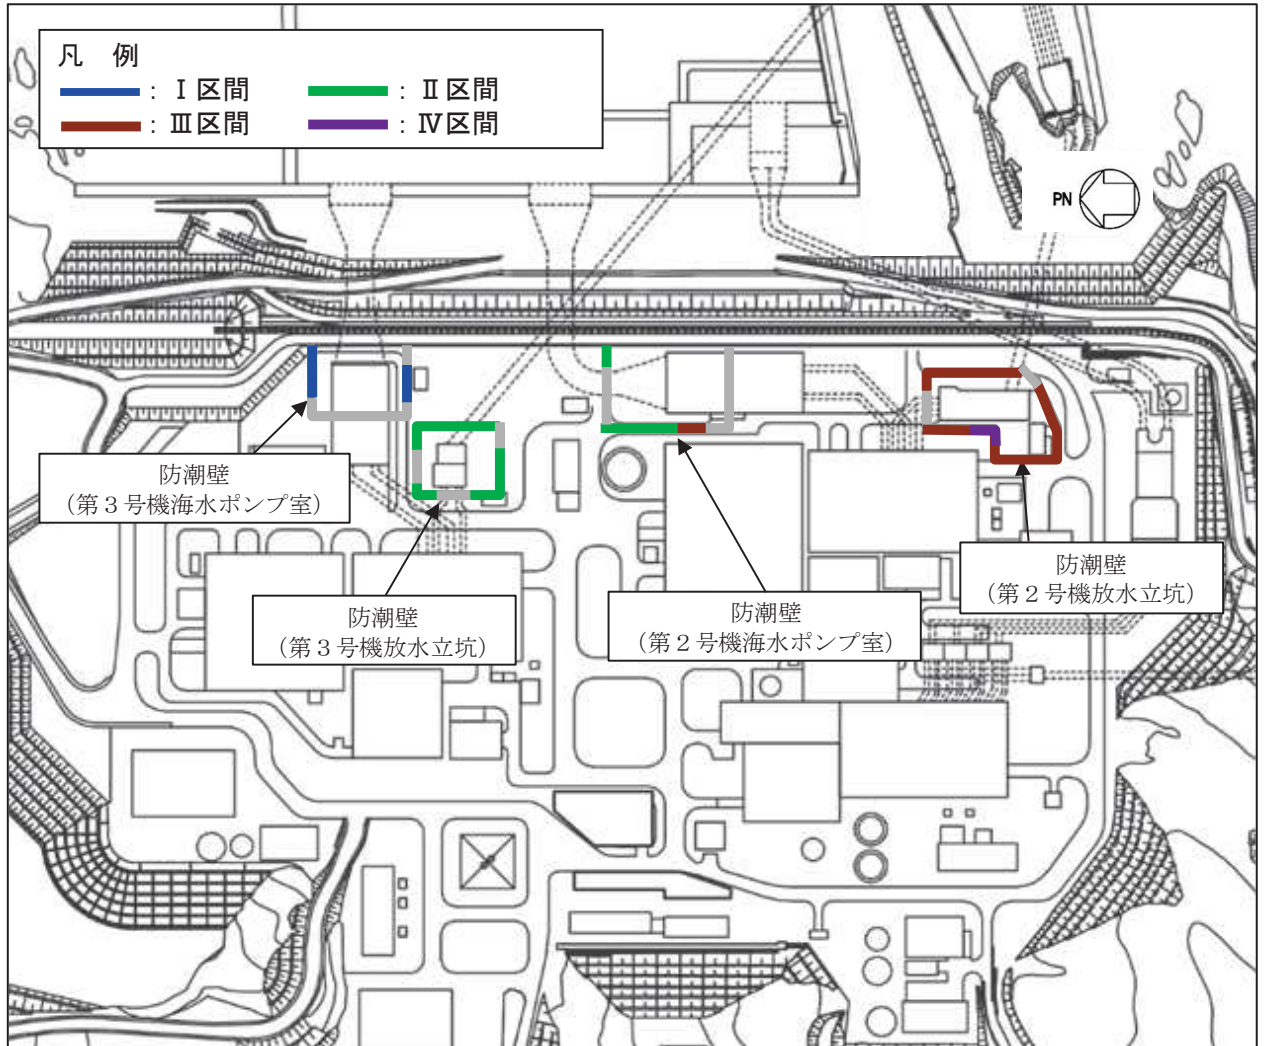 凡　例
： Ⅰ区間
： Ⅱ区間
： Ⅲ区間
： Ⅳ区間
PN
防潮壁
（第３号機海水ポンプ室）
防潮壁
（第２号機放水立坑）
防潮壁
（第３号機放水立坑）
防潮壁
（第２号機海水ポンプ室）